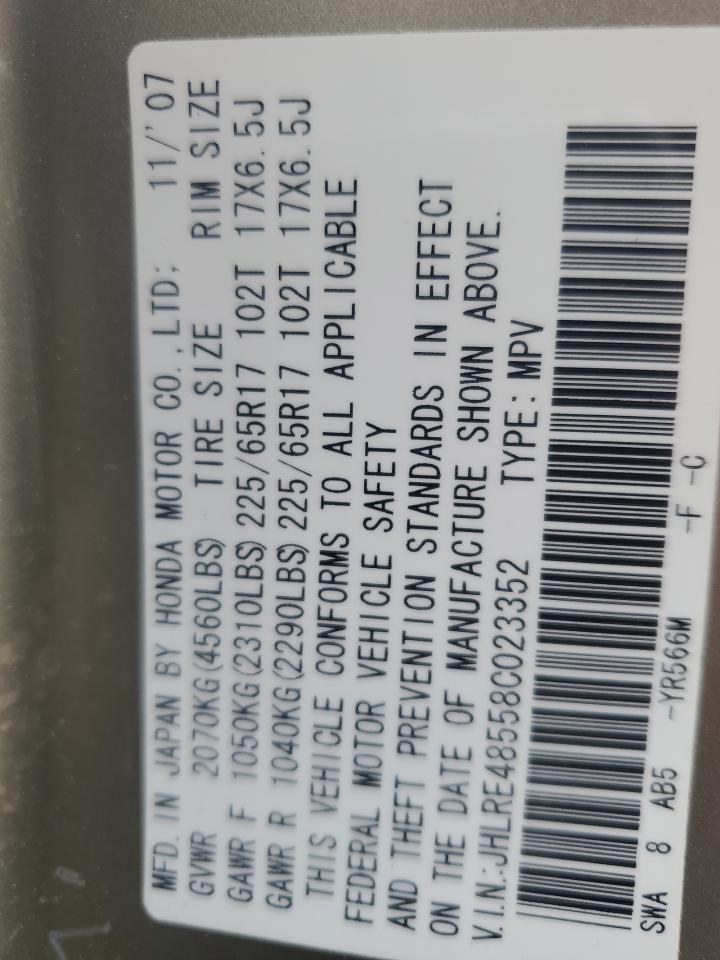 MFD. IN JAPAN BY HONDA MOTOR CO., LTD; 11/'07
GVWR 2070KG(4560LBS) TIRE SIZE RIM SIZE
GAWR F 1050KG(2310LBS) 225/65R17 102T 17X6.5J
GAWR R 1040KG(2290LBS) 225/65R17 102T 17X6.5J
THIS VEHICLE CONFORMS TO ALL APPLICABLE
FEDERAL MOTOR VEHICLE SAFETY
AND THEFT PREVENTION STANDARDS IN EFFECT
ON THE DATE OF MANUFACTURE SHOWN ABOVE.
V.I.N.:JHLRE48558C023352 TYPE: MPV
SWA 8 AB5 -YR566M -F -C